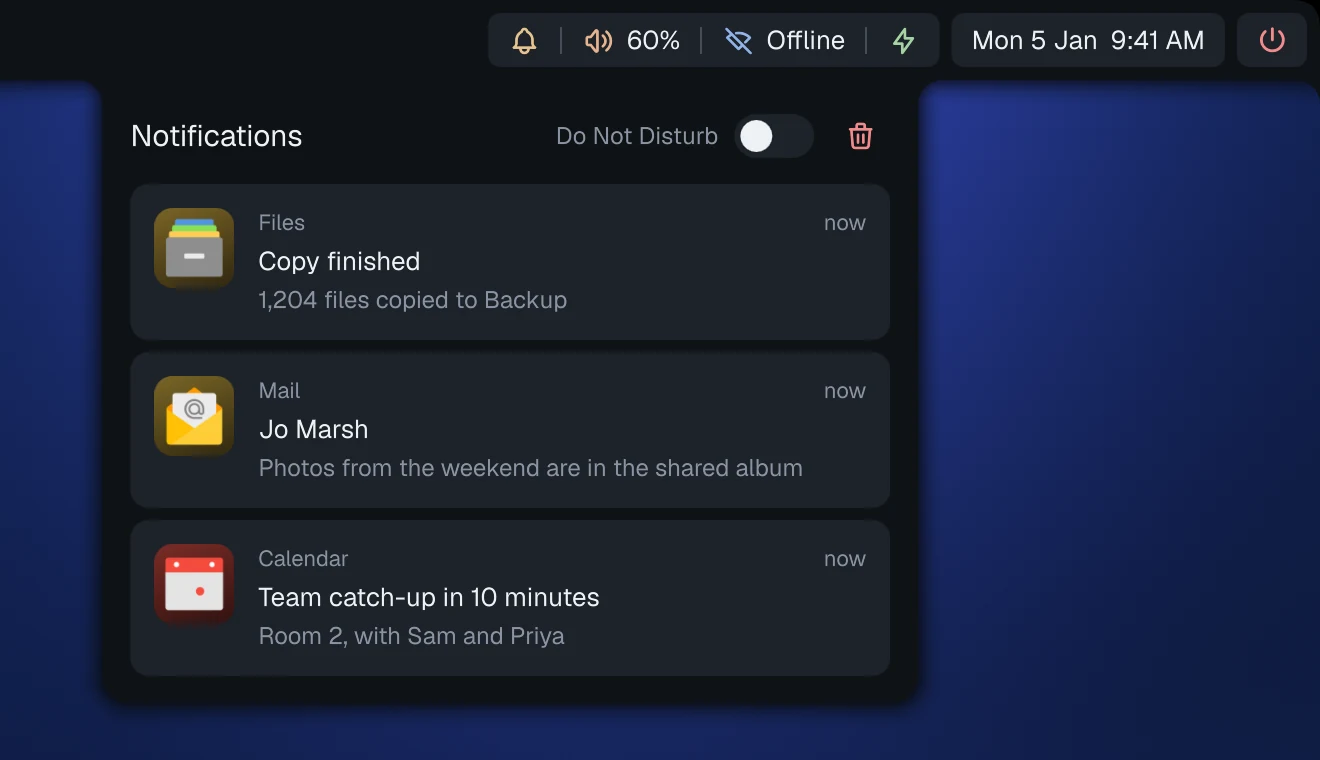 60% Offline Mon 5 Jan 9:41 AM
Notifications Do Not Disturb
Files now
Copy finished
1,204 files copied to Backup
Mail now
@
Jo Marsh
Photos from the weekend are in the shared album
Calendar now
Team catch-up in 10 minutes
Room 2, with Sam and Priya